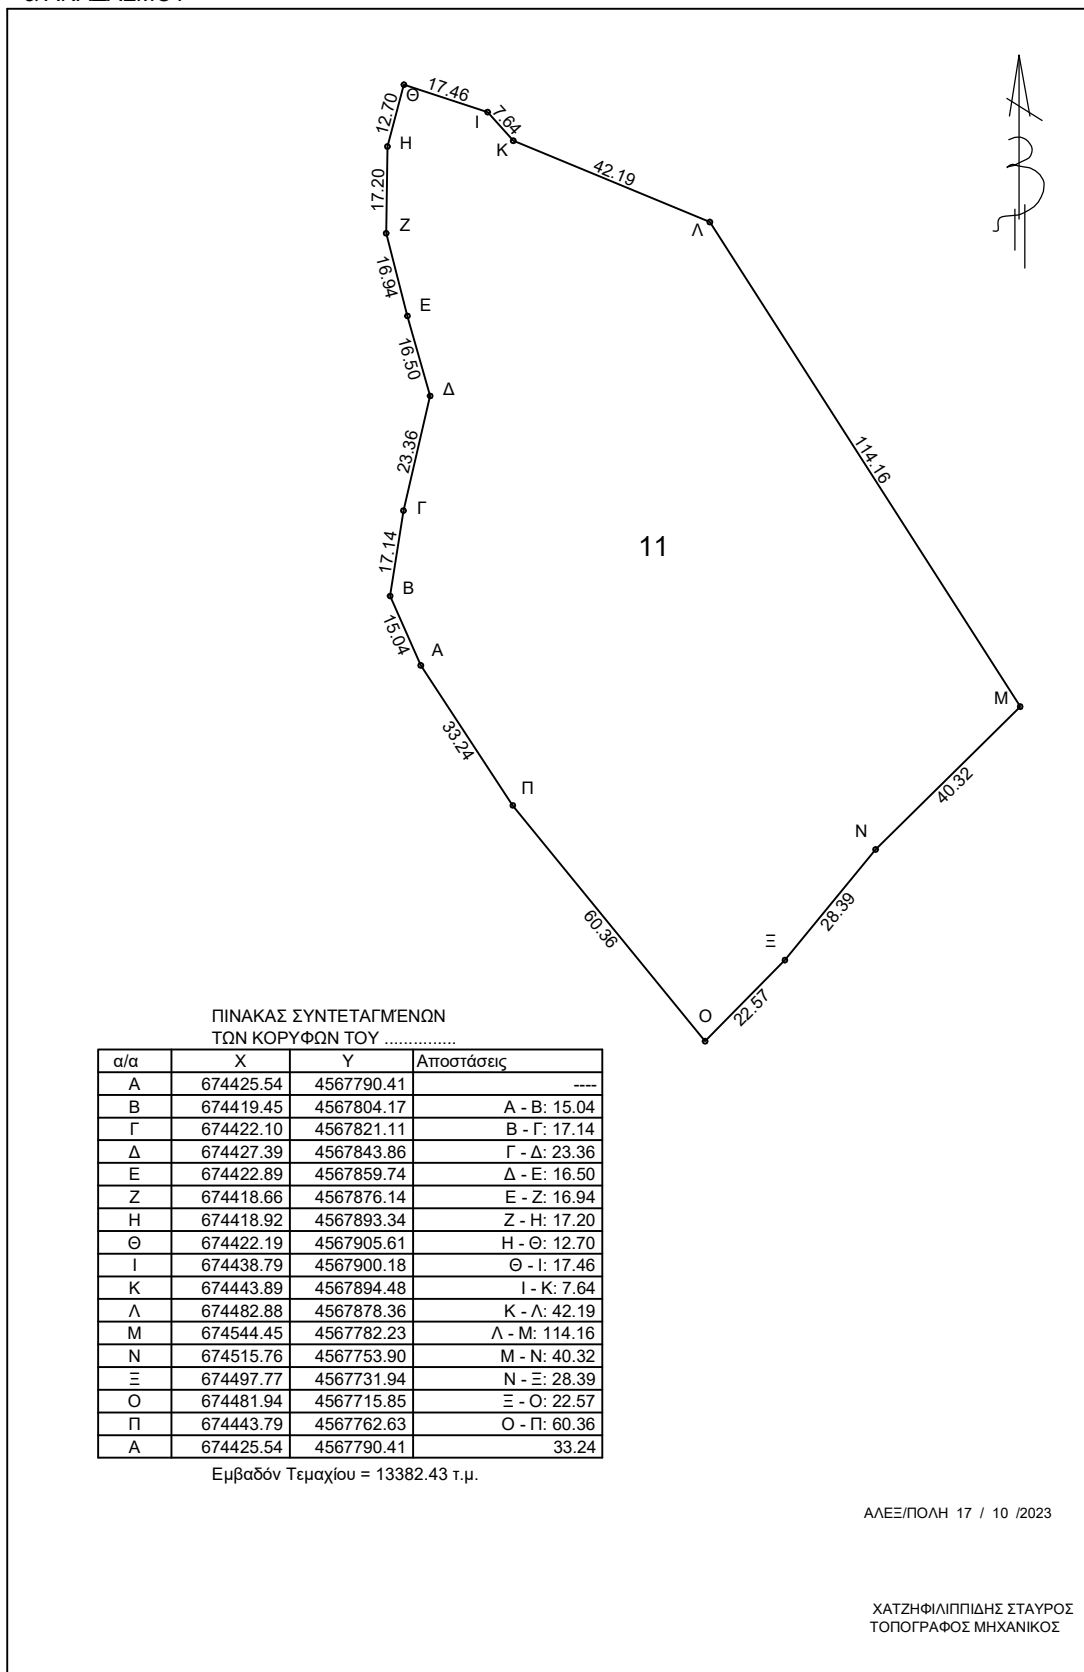 Θ
17.46
Ι
7.64
Κ
12.70
Η
42.19
17.20
Λ
Ζ
16.94
Ε
16.50
Δ
114.16
23.36
Γ
11
17.14
Β
15.04
Α
Μ
33.24
40.32
Π
Ν
28.39
60.36
Ξ
22.57
Ο
ΠΙΝΑΚΑΣ ΣΥΝΤΕΤΑΓΜΈΝΩΝ
ΤΩΝ ΚΟΡΥΦΩΝ ΤΟΥ ...............
α/α Χ Υ Αποστάσεις
Α 674425.54 4567790.41 ----
Β 674419.45 4567804.17 Α - Β: 15.04
Γ 674422.10 4567821.11 Β - Γ: 17.14
Δ 674427.39 4567843.86 Γ - Δ: 23.36
Ε 674422.89 4567859.74 Δ - Ε: 16.50
Ζ 674418.66 4567876.14 Ε - Ζ: 16.94
Η 674418.92 4567893.34 Ζ - Η: 17.20
Θ 674422.19 4567905.61 Η - Θ: 12.70
Ι 674438.79 4567900.18 Θ - Ι: 17.46
Κ 674443.89 4567894.48 Ι - Κ: 7.64
Λ 674482.88 4567878.36 Κ - Λ: 42.19
Μ 674544.45 4567782.23 Λ - Μ: 114.16
Ν 674515.76 4567753.90 Μ - Ν: 40.32
Ξ 674497.77 4567731.94 Ν - Ξ: 28.39
Ο 674481.94 4567715.85 Ξ - Ο: 22.57
Π 674443.79 4567762.63 Ο - Π: 60.36
Α 674425.54 4567790.41 33.24
Εμβαδόν Τεμαχίου = 13382.43 τ.μ.
ΑΛΕΞ/ΠΟΛΗ 17 / 10 /2023
ΧΑΤΖΗΦΙΛΙΠΠΙΔΗΣ ΣΤΑΥΡΟΣ
ΤΟΠΟΓΡΑΦΟΣ ΜΗΧΑΝΙΚΟΣ